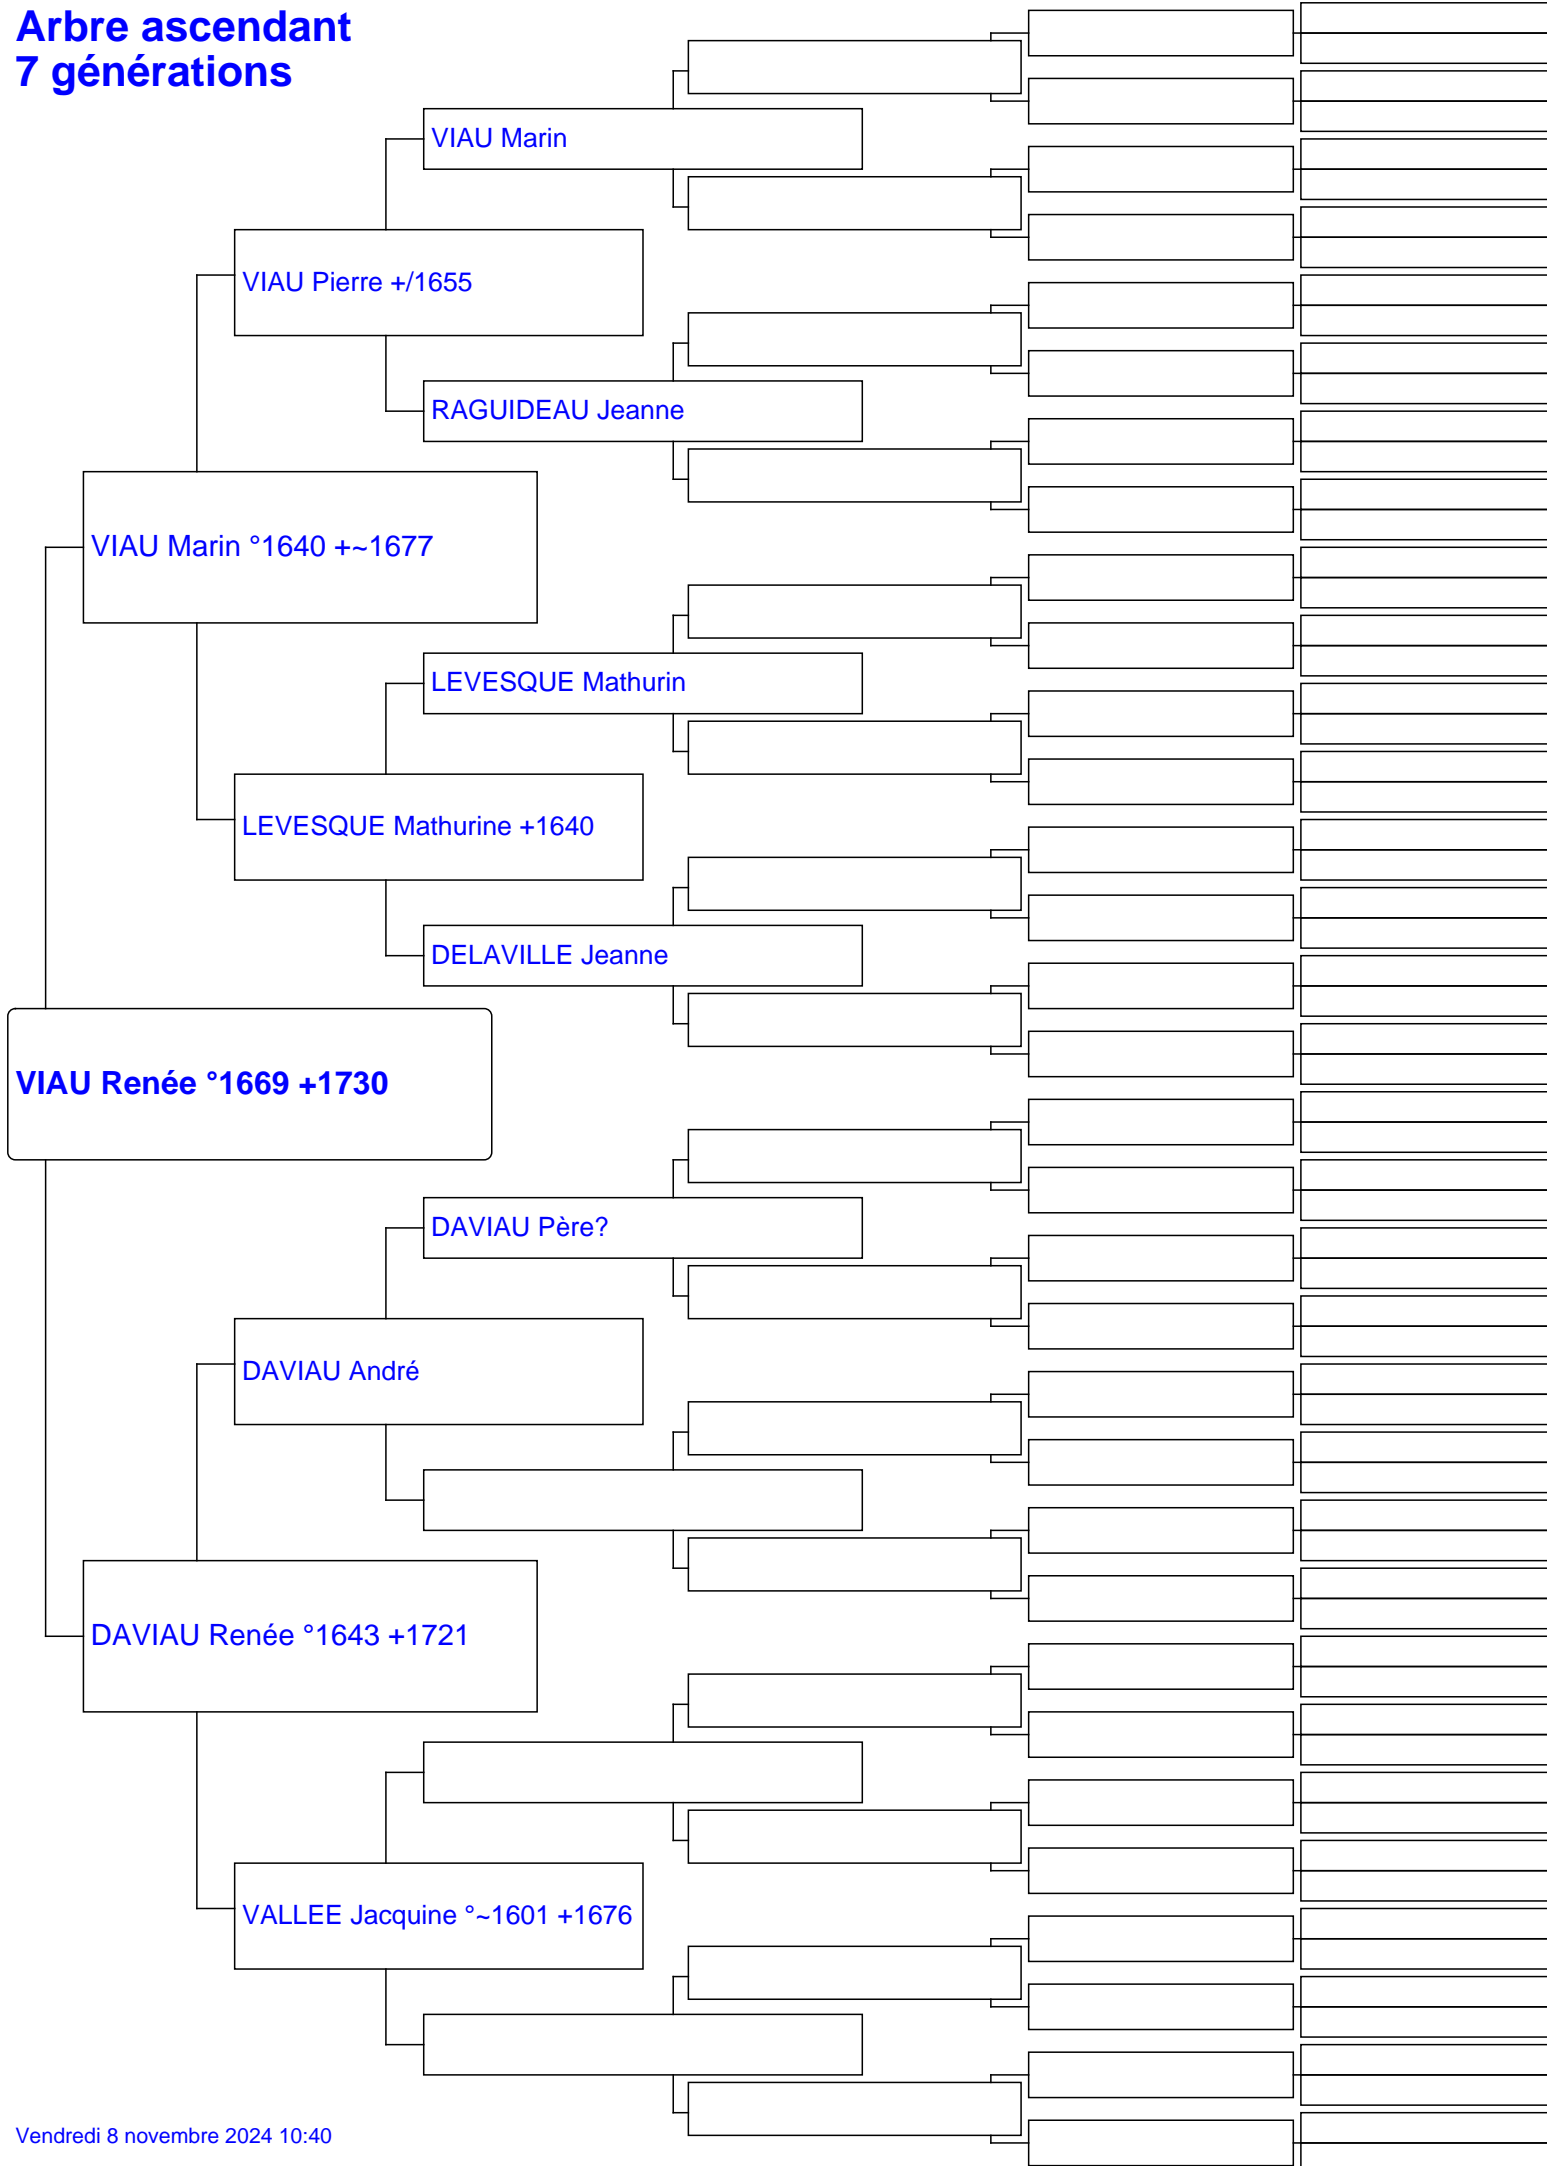 Arbre ascendant
7 générations
VIAU Marin
VIAU Pierre +/1655
RAGUIDEAU Jeanne
VIAU Marin °1640 +~1677
LEVESQUE Mathurin
LEVESQUE Mathurine +1640
DELAVILLE Jeanne
VIAU Renée °1669 +1730
DAVIAU Père?
DAVIAU André
DAVIAU Renée °1643 +1721
VALLEE Jacquine °~1601 +1676
Vendredi 8 novembre 2024 10:40